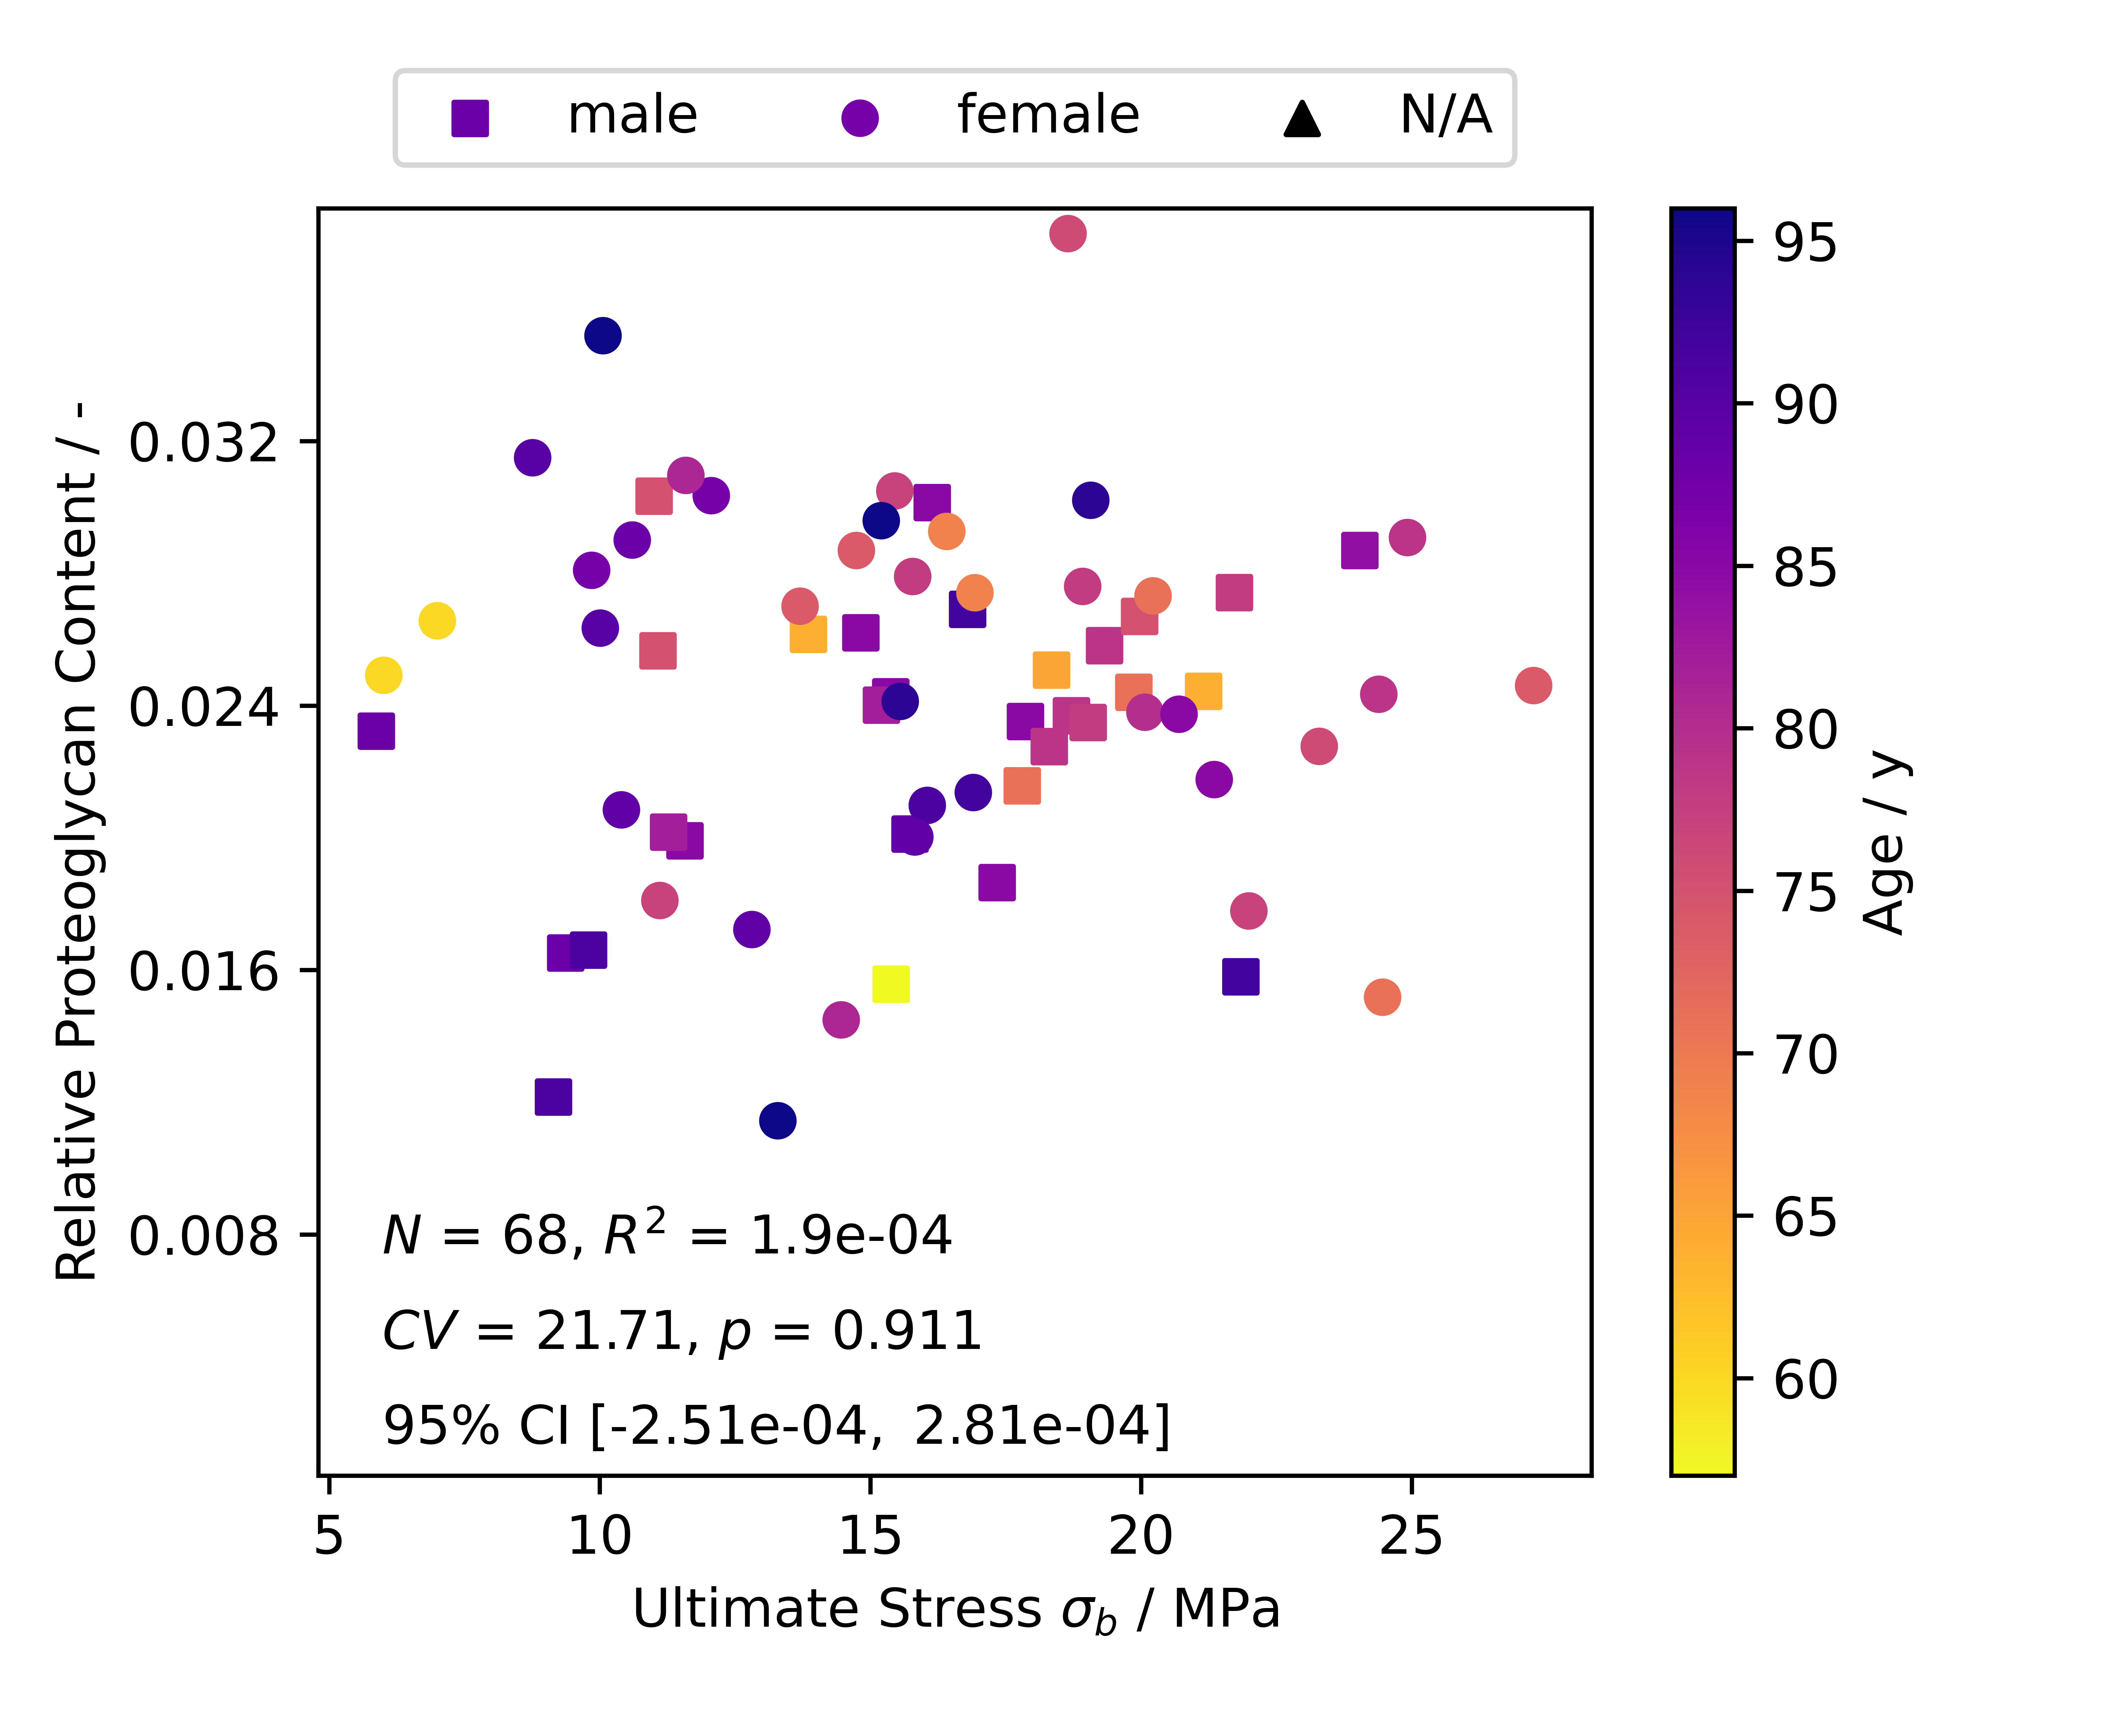 male female N/A
Relative Proteoglycan Content / -
0.032
0.024
0.016
0.008
N = 68, R² = 1.9e-04
CV = 21.71, p = 0.911
95% CI [-2.51e-04, 2.81e-04]
5 10 15 20 25
Ultimate Stress σ_b / MPa
95
90
85
80
75
70
65
60
Age / y